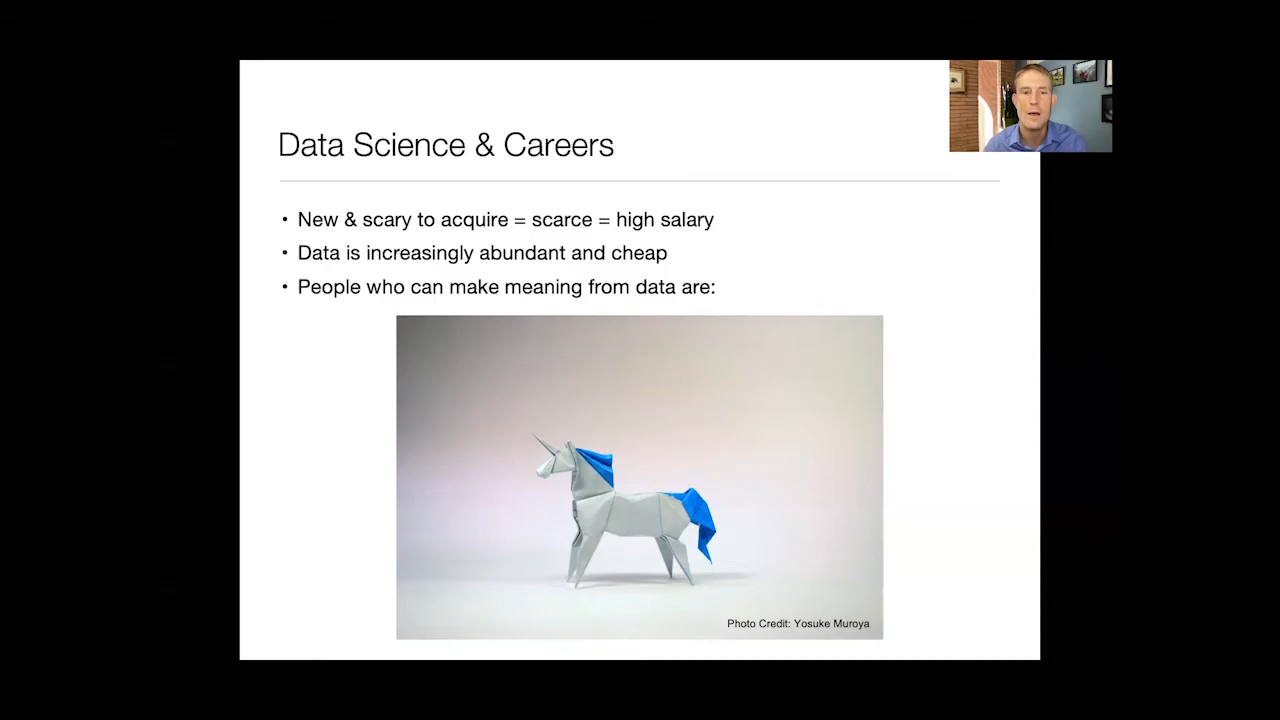 Data Science & Careers
• New & scary to acquire = scarce = high salary
• Data is increasingly abundant and cheap
• People who can make meaning from data are:
Photo Credit: Yosuke Muroya